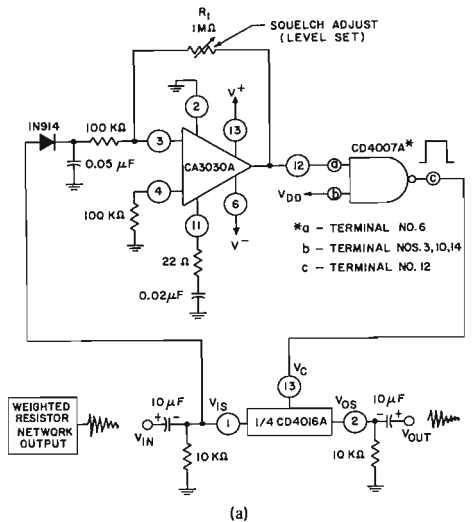 R1
1MΩ
SQUELCH ADJUST
(LEVEL SET)
1N914
100 KΩ
0.05 µF
2
V+
13
3
CA3030A
12
4
6
V-
11
100 KΩ
22 Ω
0.02µF
CD4007A*
a
VDD
b
c
*a - TERMINAL NO. 6
b - TERMINAL NOS. 3, 10, 14
c - TERMINAL NO. 12
WEIGHTED
RESISTOR
NETWORK
OUTPUT
VIN
10 µF
+ -
VIS
1
10 KΩ
VC
13
1/4 CD4016A
VOS
2
10 µF
- +
VOUT
10 KΩ
(a)